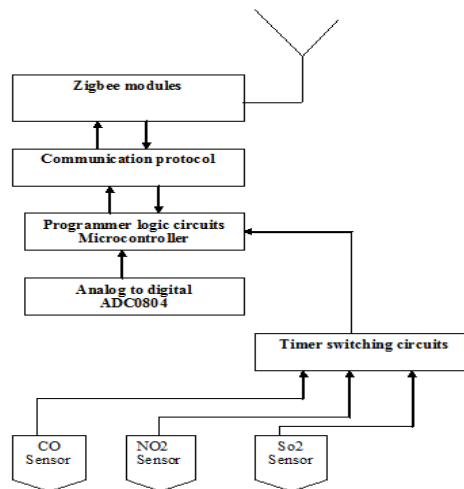 Zigbee modules
Communication protocol
Programmer logic circuits
Microcontroller
Analog to digital
ADC0804
Timer switching circuits
CO
Sensor
NO2
Sensor
So2
Sensor